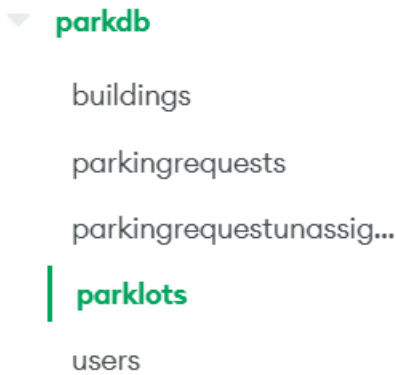 parkdb
buildings
parkingrequests
parkingrequestunassig...
parklots
users